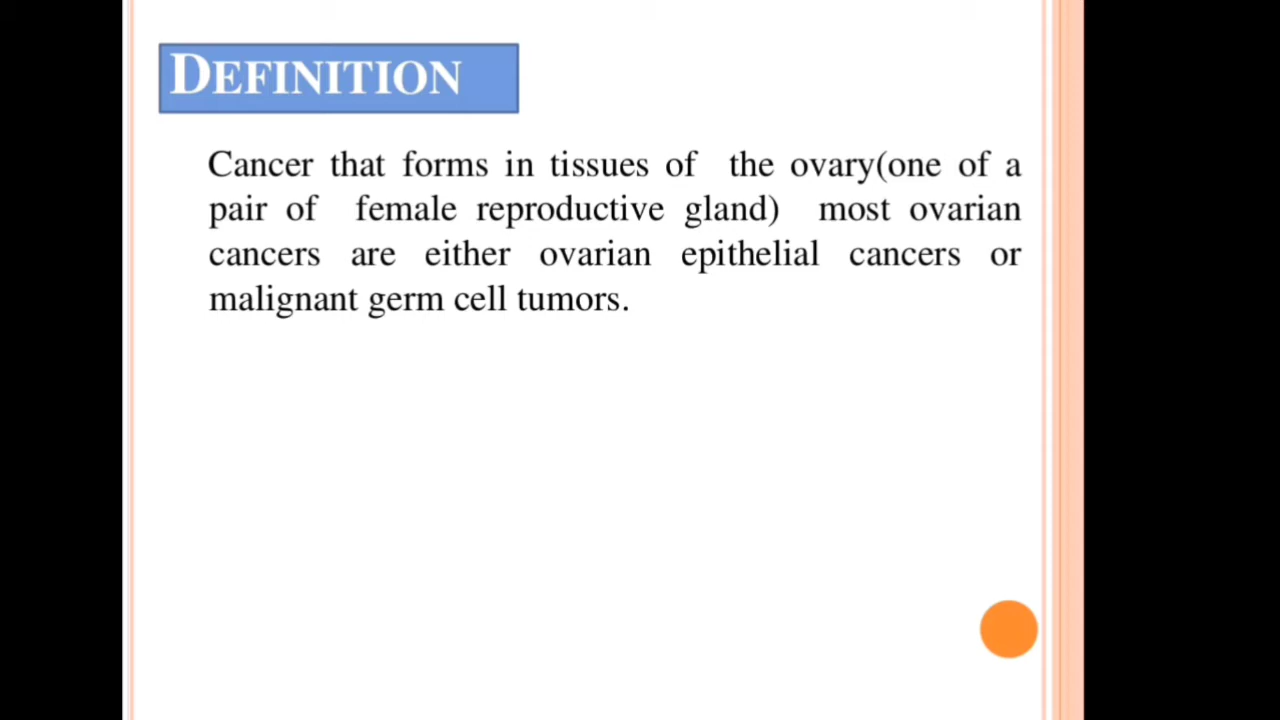 DEFINITION
Cancer that forms in tissues of the ovary(one of a
pair of female reproductive gland) most ovarian
cancers are either ovarian epithelial cancers or
malignant germ cell tumors.